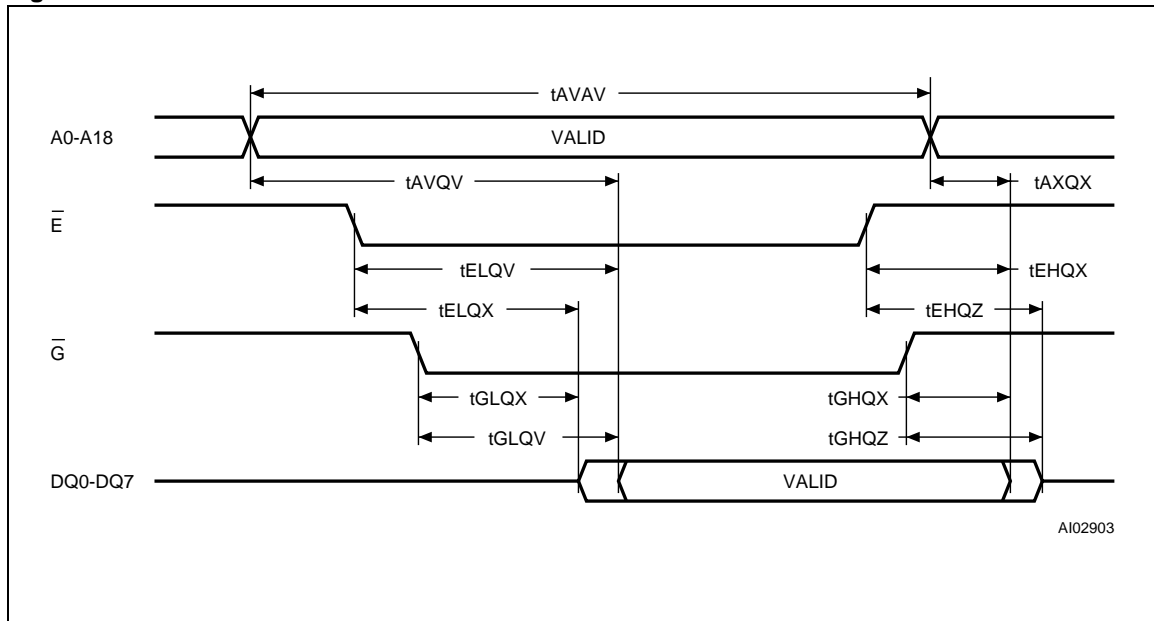 tAVAV
A0-A18 VALID
tAVQV tAXQX
E̅
tELQV tEHQX
tELQX tEHQZ
G̅
tGLQX tGHQX
tGLQV tGHQZ
DQ0-DQ7 VALID
AI02903